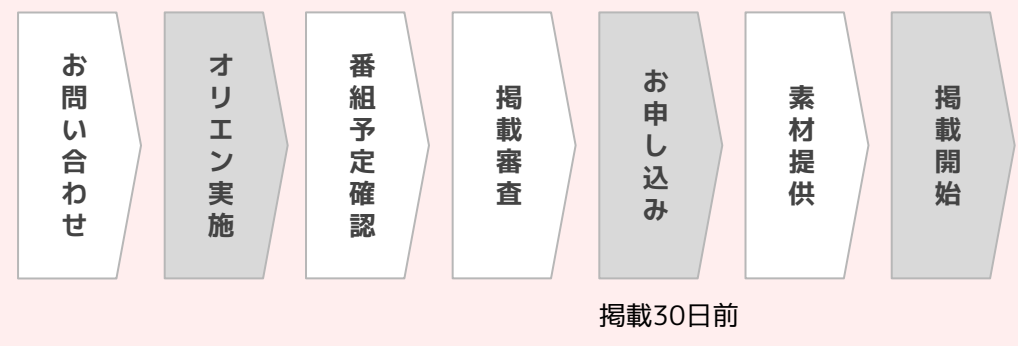 お問い合わせ
オリエン実施
番組予定確認
掲載審査
お申し込み
素材提供
掲載開始
掲載30日前